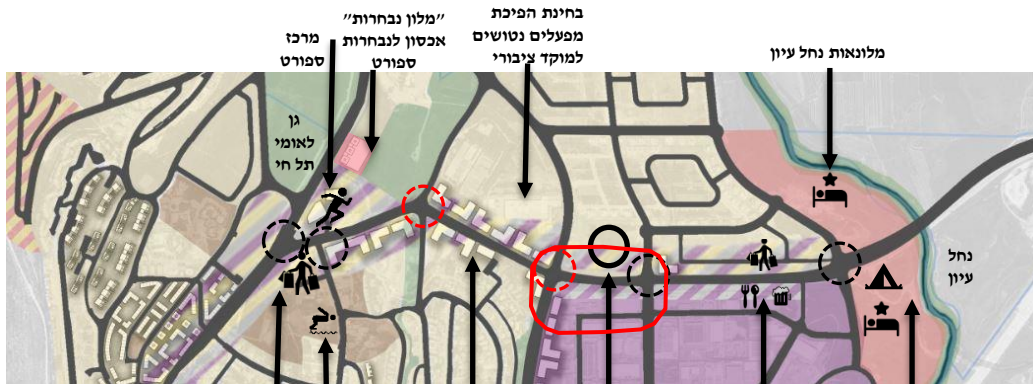 מרכז
ספורט
"מלון נבחרות"
אכסון לנבחרות
ספורט
בחינת הפיכת
מפעלים נטושים
למוקד ציבורי
מלונאות נחל עיון
גן
לאומי
תל חי
נחל
עיון